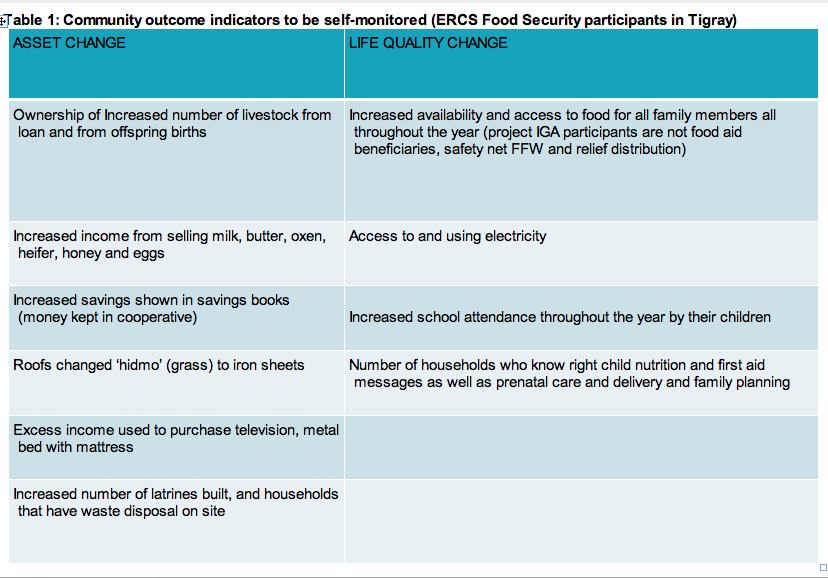 Table 1: Community outcome indicators to be self-monitored (ERCS Food Security participants in Tigray)
ASSET CHANGE
LIFE QUALITY CHANGE
Ownership of Increased number of livestock from
loan and from offspring births
Increased availability and access to food for all family members all
throughout the year (project IGA participants are not food aid
beneficiaries, safety net FFW and relief distribution)
Increased income from selling milk, butter, oxen,
heifer, honey and eggs
Access to and using electricity
Increased savings shown in savings books
(money kept in cooperative)
Increased school attendance throughout the year by their children
Roofs changed ‘hidmo’ (grass) to iron sheets
Number of households who know right child nutrition and first aid
messages as well as prenatal care and delivery and family planning
Excess income used to purchase television, metal
bed with mattress
Increased number of latrines built, and households
that have waste disposal on site